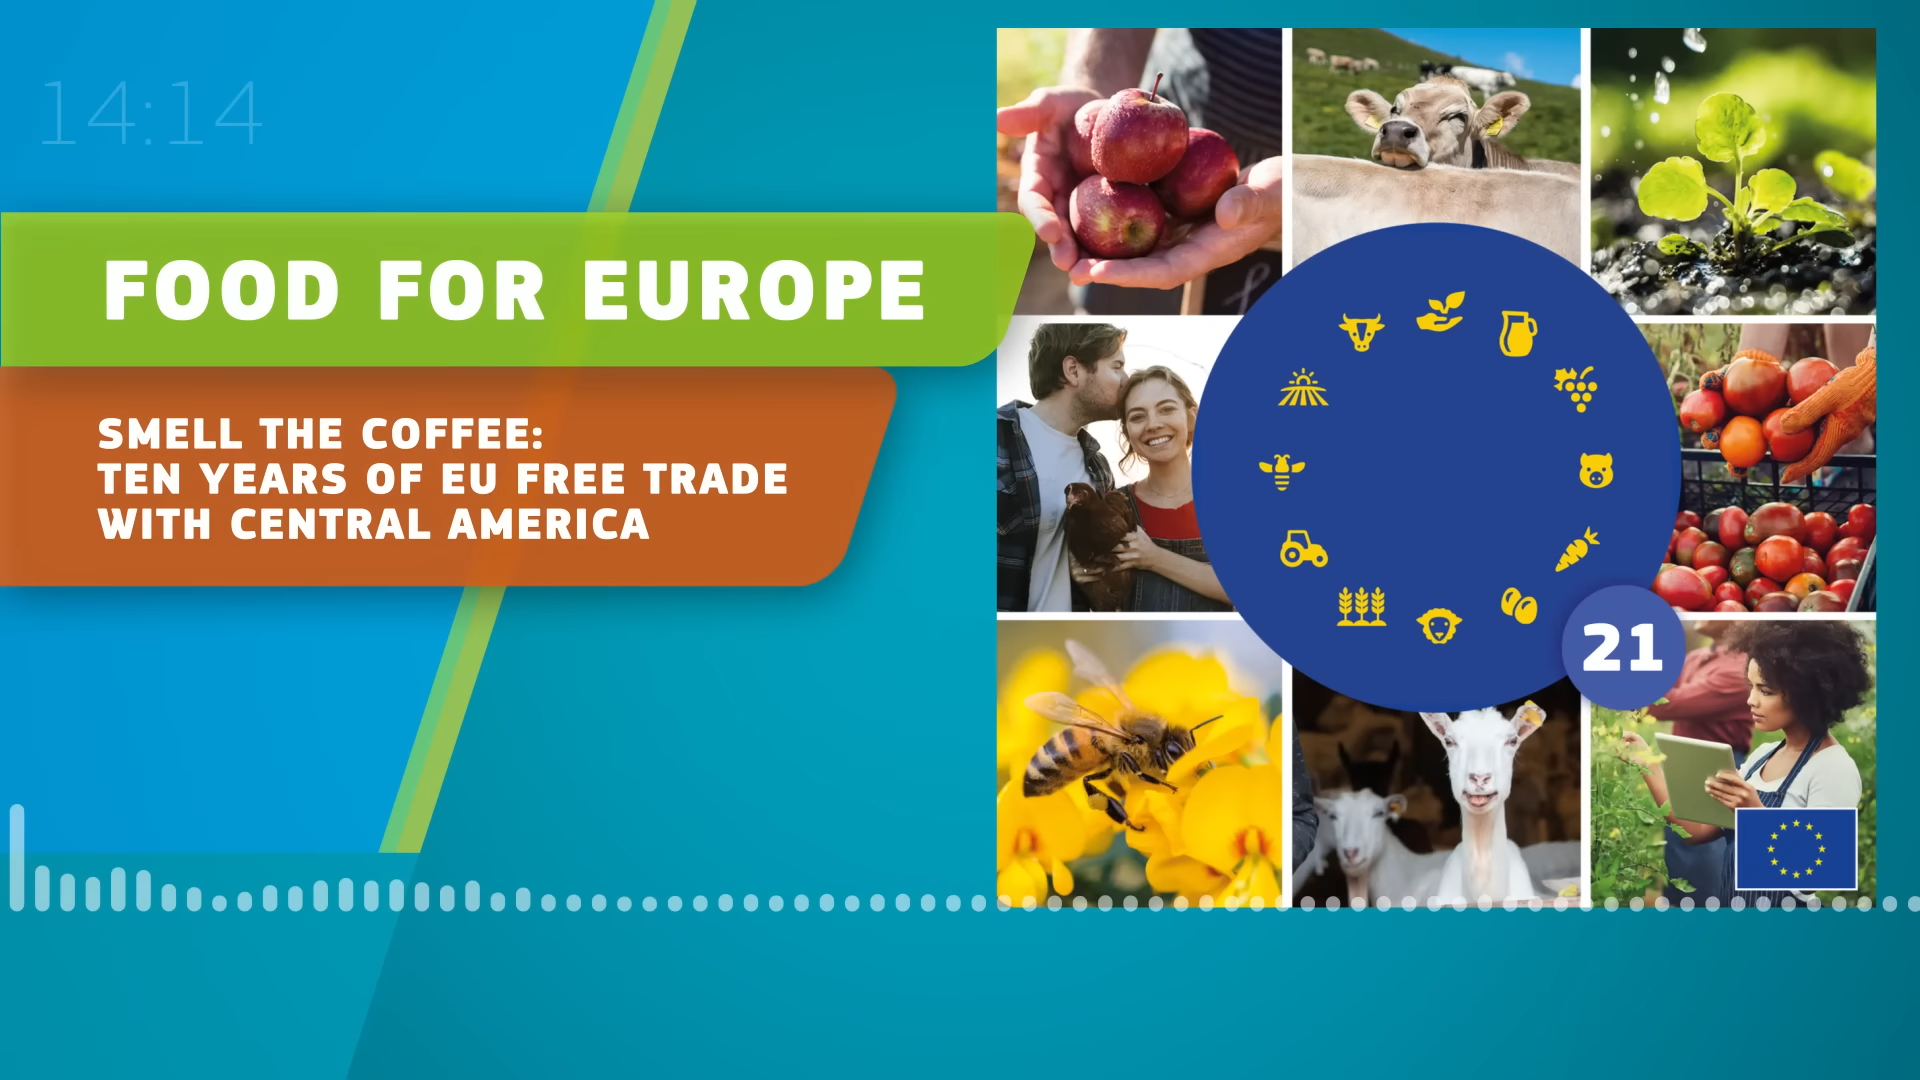 14:14
FOOD FOR EUROPE
SMELL THE COFFEE:
TEN YEARS OF EU FREE TRADE
WITH CENTRAL AMERICA
21